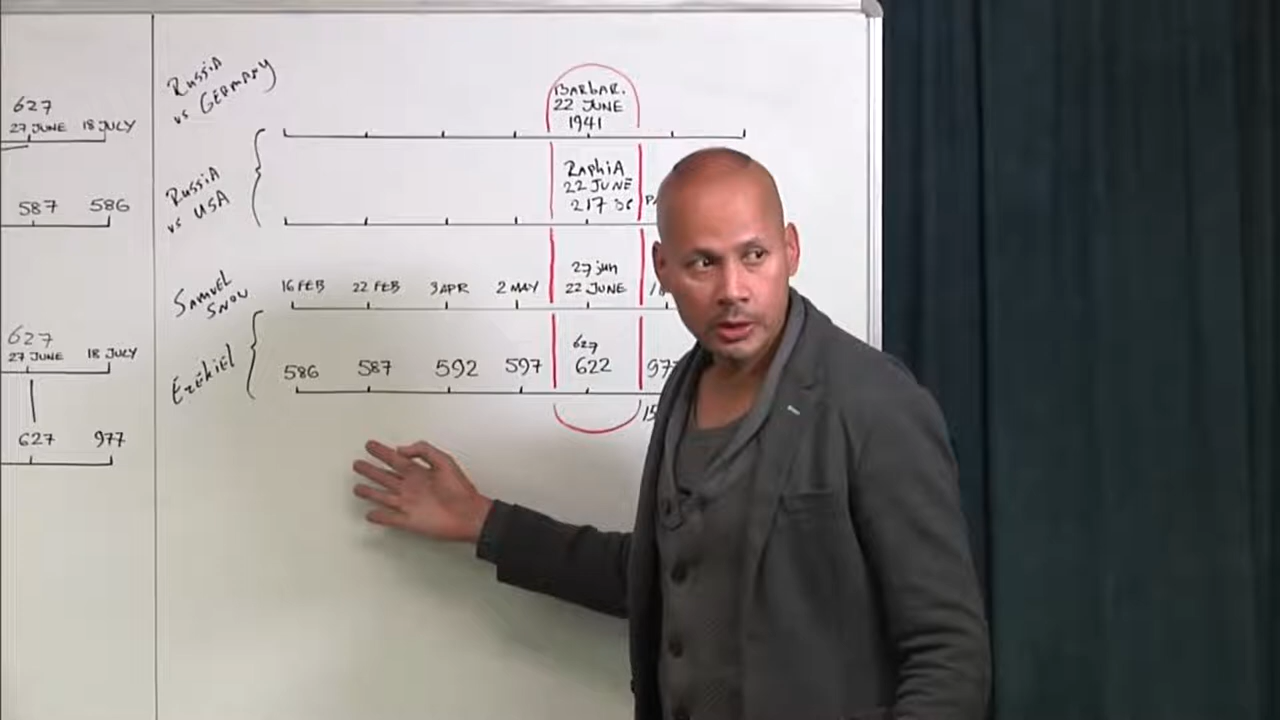 627
27 JUNE 18 JULY
587 586
627
27 JUNE 18 JULY
627 977
Russia
vs GERMANY
BARBAR.
22 JUNE
1941
Russia
vs USA
RAPHIA
22 JUNE
217 BC
SAMUEL
SNOW
16 FEB 22 FEB 3 APR 2 MAY
27 jun
22 JUNE
Ezekiel
586 587 592 597
627
622
977